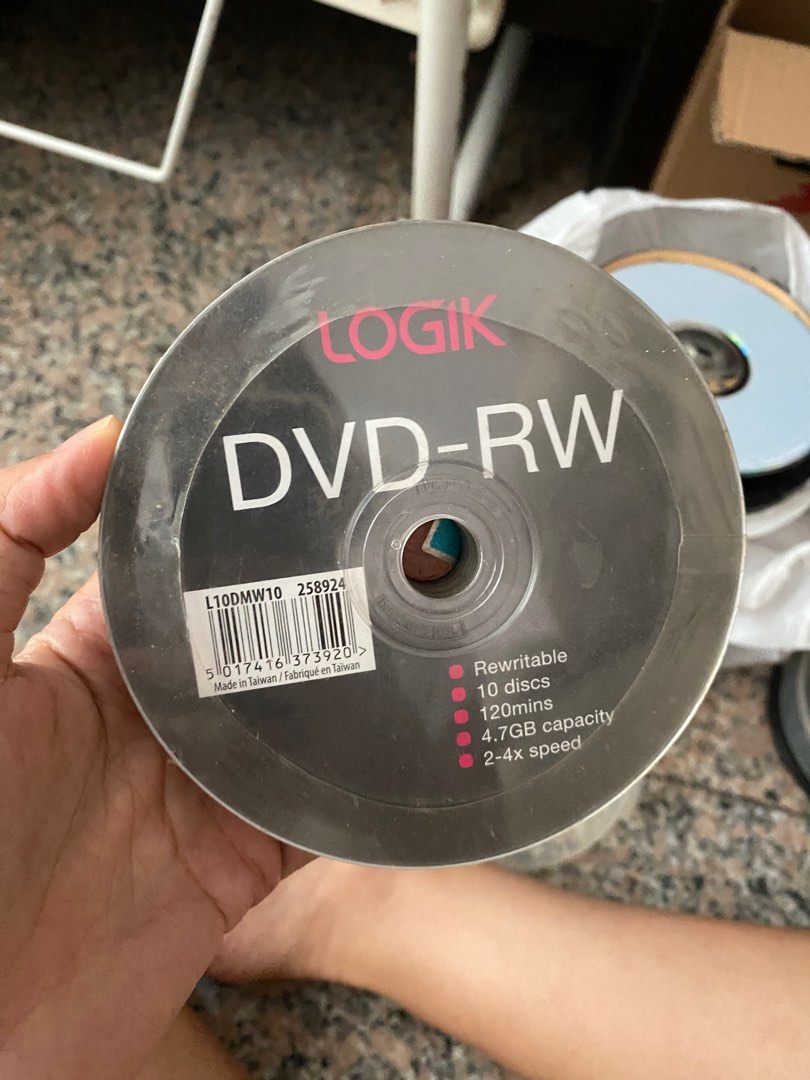 LOGIK
DVD-RW
L10DMW10 258924
5 017416 373920 >
Made in Taiwan / Fabriqué en Taïwan
Rewritable
10 discs
120mins
4.7GB capacity
2-4x speed